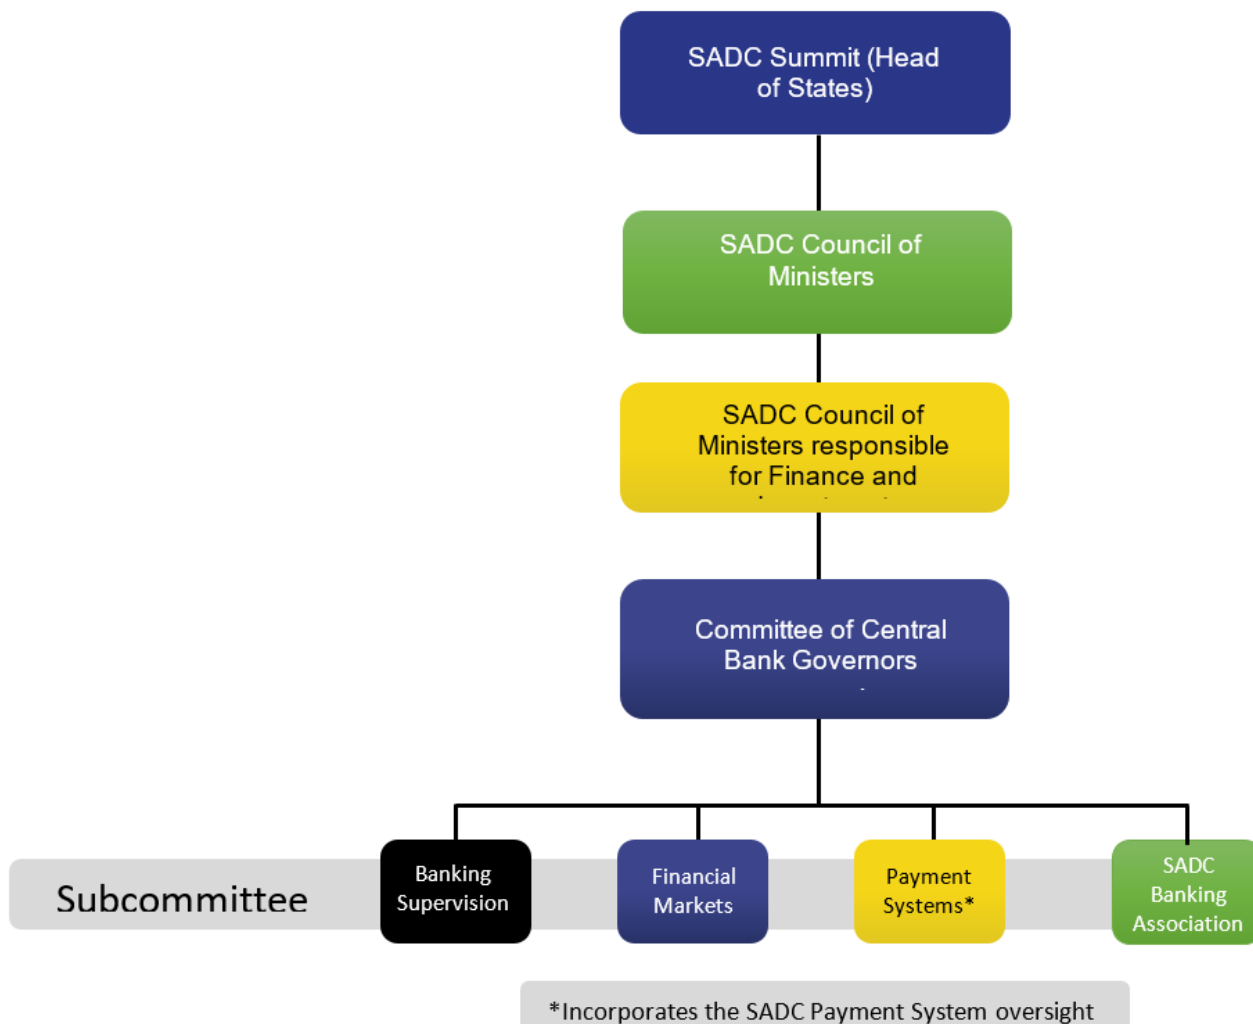 SADC Summit (Head
of States)
SADC Council of
Ministers
SADC Council of
Ministers responsible
for Finance and
Committee of Central
Bank Governors
Subcommittee
Banking
Supervision
Financial
Markets
Payment
Systems*
SADC
Banking
Association
*Incorporates the SADC Payment System oversight